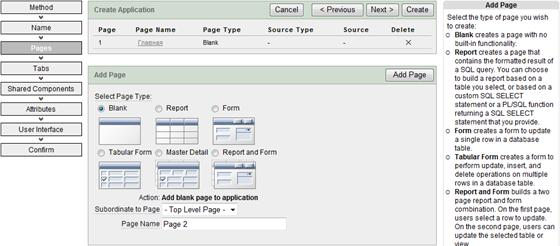 Method
Name
Pages
Tabs
Shared Components
Attributes
User Interface
Confirm
Create Application
Cancel
< Previous
Next >
Create
Page Page Name Page Type Source Type Source Delete
1 Главная Blank - -
Add Page
Add Page
Select Page Type:
Blank Report Form
Tabular Form Master Detail Report and Form
Action: Add blank page to application
Subordinate to Page - Top Level Page -
Page Name Page 2
Add Page
Select the type of page you wish
to create:
Blank creates a page with no
built-in functionality.
Report creates a page that
contains the formatted result of
a SQL query. You can choose
to build a report based on a
table you select, or based on a
custom SQL SELECT
statement or a PL/SQL function
returning a SQL SELECT
statement that you provide.
Form creates a form to update
a single row in a database
table.
Tabular Form creates a form to
perform update, insert, and
delete operations on multiple
rows in a database table.
Report and Form builds a two
page report and form
combination. On the first page,
users select a row to update.
On the second page, users can
update the selected table or
view.